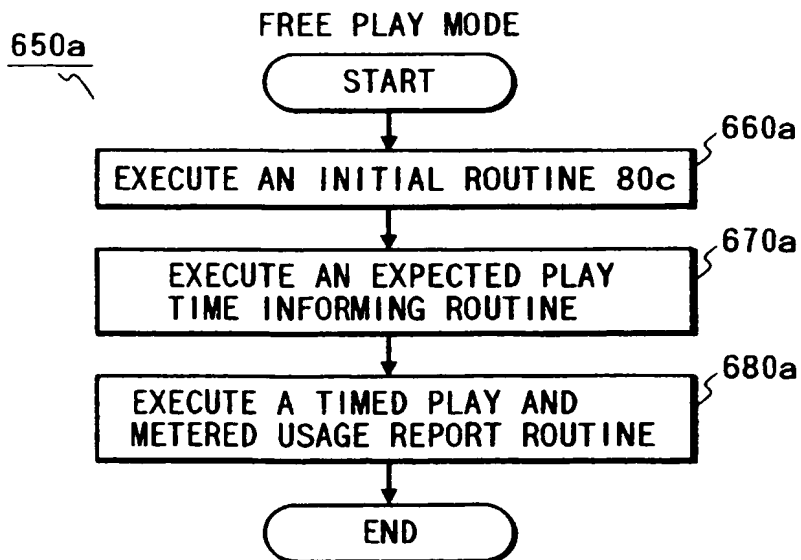 FREE PLAY MODE
650a
START
660a
EXECUTE AN INITIAL ROUTINE 80c
670a
EXECUTE AN EXPECTED PLAY
TIME INFORMING ROUTINE
680a
EXECUTE A TIMED PLAY AND
METERED USAGE REPORT ROUTINE
END